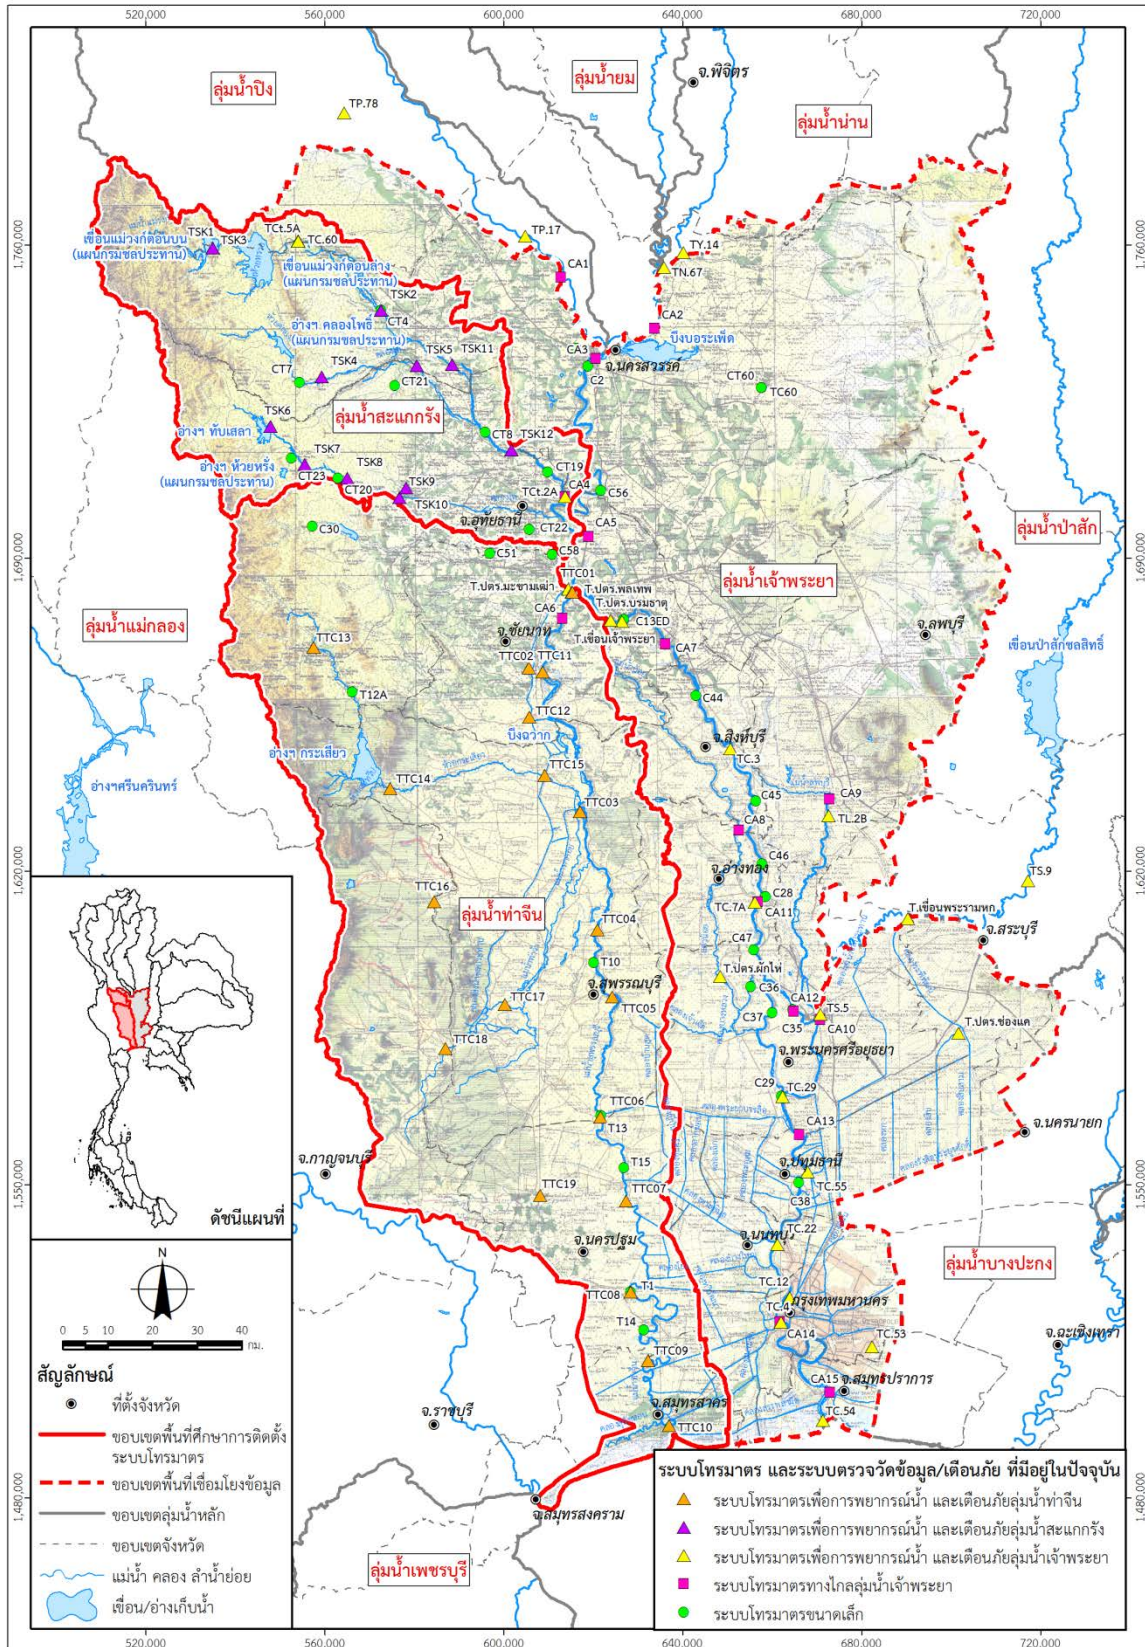 520,000 560,000 600,000 640,000 680,000 720,000
ลุ่มน้ำปิง
ลุ่มน้ำยม
จ.พิจิตร
ลุ่มน้ำน่าน
TP.78
TSK1
TSK3
เขื่อนแม่วงก์ตอนบน
(แผนกรมชลประทาน)
TCt.5A
TC.60
TP.17
TY.14
TN.67
CA1
1,760,000
1,760,000
เขื่อนแม่วงก์ตอนล่าง
(แผนกรมชลประทาน)
TSK2
CT4
CA2
บึงบอระเพ็ด
อ่างฯ คลองโพธิ์
(แผนกรมชลประทาน)
TSK5
TSK11
CA3
จ.นครสวรรค์
C2
TSK4
CT7
CT21
CT60
TC60
ลุ่มน้ำสะแกกรัง
TSK6
อ่างฯ ทับเสลา
CT8
TSK12
TSK7
อ่างฯ ห้วยหรั่ง
(แผนกรมชลประทาน)
CT23
TSK8
CT20
TSK9
TSK10
CT19
CA4
TCt.2A
C56
จ.อุทัยธานี
CT22
CA5
C30
C51
C58
ลุ่มน้ำป่าสัก
ลุ่มน้ำเจ้าพระยา
1,690,000
1,690,000
TTC01
T.ปตร.มะขามเฒ่า
T.ปตร.พลเทพ
T.ปตร.บรมธาตุ
CA6
C13ED
T.เขื่อนเจ้าพระยา
ลุ่มน้ำแม่กลอง
TTC13
จ.ชัยนาท
CA7
จ.ลพบุรี
เขื่อนป่าสักชลสิทธิ์
TTC02
TTC11
T12A
C44
TTC12
บึงฉวาก
จ.สิงห์บุรี
TC.3
อ่างฯ กระเสียว
TTC14
ห้วยกระเสียว
TTC15
อ่างฯศรีนครินทร์
TTC03
C45
CA9
CA8
TL.2B
C46
จ.อ่างทอง
TS.9
1,620,000
1,620,000
TTC16
ลุ่มน้ำท่าจีน
C28
TC.7A
CA11
T.เขื่อนพระรามหก
TTC04
จ.สระบุรี
C47
T10
T.ปตร.ผักไห่
จ.สุพรรณบุรี
C36
TTC05
TTC17
CA12
TS.5
C37
C35
CA10
T.ปตร.ช่องแค
TTC18
จ.พระนครศรีอยุธยา
C29
TC.29
TTC06
T13
CA13
จ.นครนายก
T15
จ.กาญจนบุรี
จ.ปทุมธานี
TC.55
1,550,000
1,550,000
TTC19
TTC07
C38
TC.22
จ.นครปฐม
ลุ่มน้ำบางปะกง
T1
TTC08
TC.12
กรุงเทพมหานคร
T14
TC.4
CA14
TC.53
จ.ฉะเชิงเทรา
TTC09
CA15
จ.สมุทรปราการ
จ.สมุทรสาคร
TC.54
TTC10
จ.ราชบุรี
จ.สมุทรสงคราม
ลุ่มน้ำเพชรบุรี
1,480,000
1,480,000
ดัชนีแผนที่
N
0 5 10 20 30 40
กม.
สัญลักษณ์
ที่ตั้งจังหวัด
ขอบเขตพื้นที่ศึกษาการติดตั้ง
ระบบโทรมาตร
ขอบเขตพื้นที่เชื่อมโยงข้อมูล
ขอบเขตลุ่มน้ำหลัก
ขอบเขตจังหวัด
แม่น้ำ คลอง ลำน้ำย่อย
เขื่อน/อ่างเก็บน้ำ
ระบบโทรมาตร และระบบตรวจวัดข้อมูล/เตือนภัย ที่มีอยู่ในปัจจุบัน
ระบบโทรมาตรเพื่อการพยากรณ์น้ำ และเตือนภัยลุ่มน้ำท่าจีน
ระบบโทรมาตรเพื่อการพยากรณ์น้ำ และเตือนภัยลุ่มน้ำสะแกกรัง
ระบบโทรมาตรเพื่อการพยากรณ์น้ำ และเตือนภัยลุ่มน้ำเจ้าพระยา
ระบบโทรมาตรทางไกลลุ่มน้ำเจ้าพระยา
ระบบโทรมาตรขนาดเล็ก
520,000 560,000 600,000 640,000 680,000 720,000